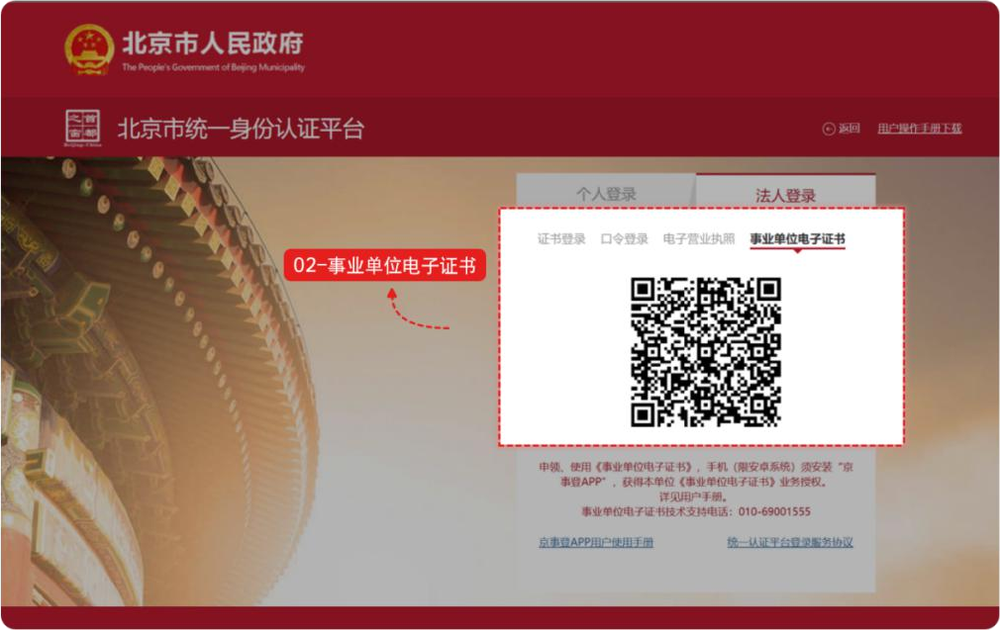 北京市人民政府
The People's Government of Beijing Municipality
首都之窗
北京市统一身份认证平台
返回 用户操作手册下载
个人登录 法人登录
证书登录 口令登录 电子营业执照 事业单位电子证书
02-事业单位电子证书
申领、使用《事业单位电子证书》，手机（限安卓系统）须安装“京
事登APP”，获得本单位《事业单位电子证书》业务授权。
详见用户手册。
事业单位电子证书技术支持电话：010-69001555
京事登APP用户使用手册 统一认证平台登录服务协议